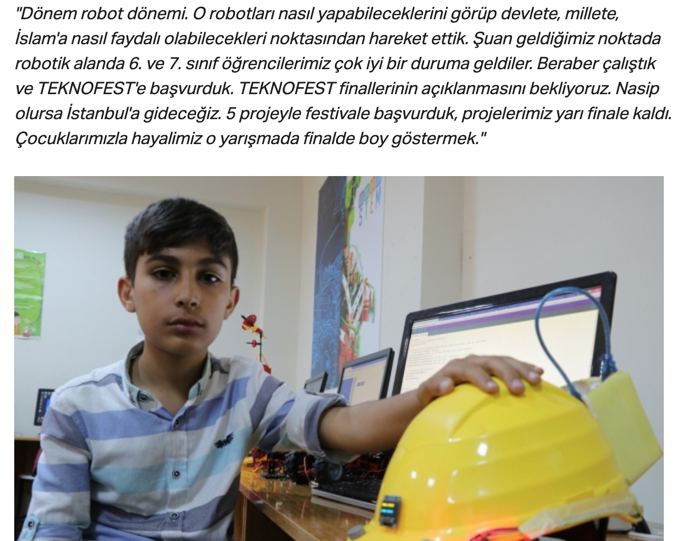 "Dönem robot dönemi. O robotları nasıl yapabileceklerini görüp devlete, millete,
İslam'a nasıl faydalı olabilecekleri noktasından hareket ettik. Şuan geldiğimiz noktada
robotik alanda 6. ve 7. sınıf öğrencilerimiz çok iyi bir duruma geldiler. Beraber çalıştık
ve TEKNOFEST'e başvurduk. TEKNOFEST finallerinin açıklanmasını bekliyoruz. Nasip
olursa İstanbul'a gideceğiz. 5 projeyle festivale başvurduk, projelerimiz yarı finale kaldı.
Çocuklarımızla hayalimiz o yarışmada finalde boy göstermek."